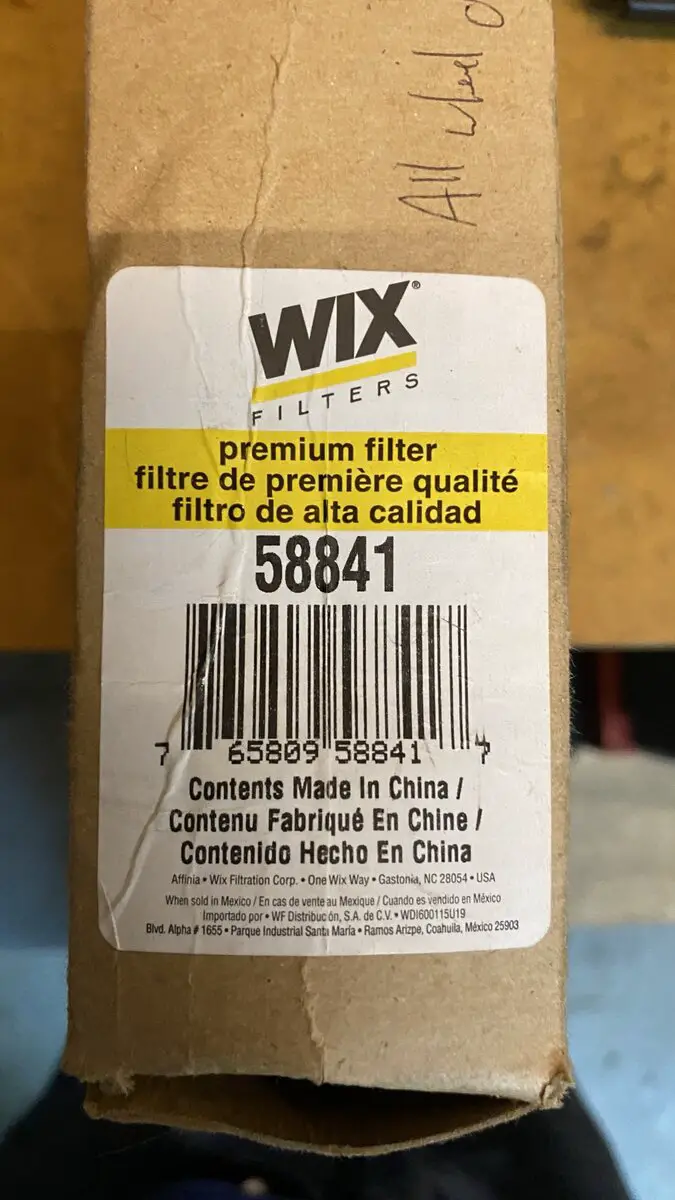 All wheel
WIX®
FILTERS
premium filter
filtre de première qualité
filtro de alta calidad
58841
7 65809 58841 7
Contents Made In China /
Contenu Fabriqué En Chine /
Contenido Hecho En China
Affinia • Wix Filtration Corp. • One Wix Way • Gastonia, NC 28054 • USA
When sold in Mexico / En cas de vente au Mexique / Cuando es vendido en México
Importado por • WF Distribución, S.A. de C.V. • WDI600115U19
Blvd. Alpha # 1655 • Parque Industrial Santa María • Ramos Arizpe, Coahuila, México 25903